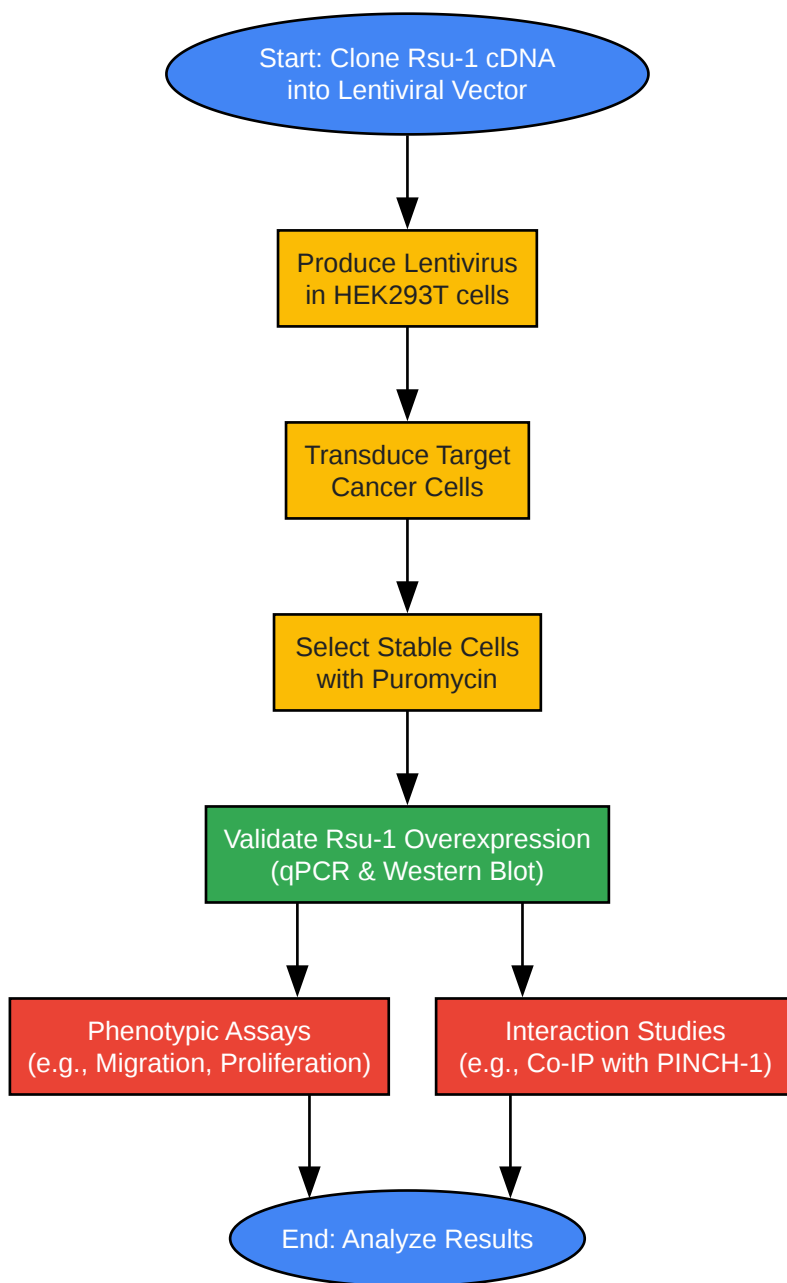 Start: Clone Rsu-1 cDNA
into Lentiviral Vector
Produce Lentivirus
in HEK293T cells
Transduce Target
Cancer Cells
Select Stable Cells
with Puromycin
Validate Rsu-1 Overexpression
(qPCR & Western Blot)
Phenotypic Assays
(e.g., Migration, Proliferation)
Interaction Studies
(e.g., Co-IP with PINCH-1)
End: Analyze Results